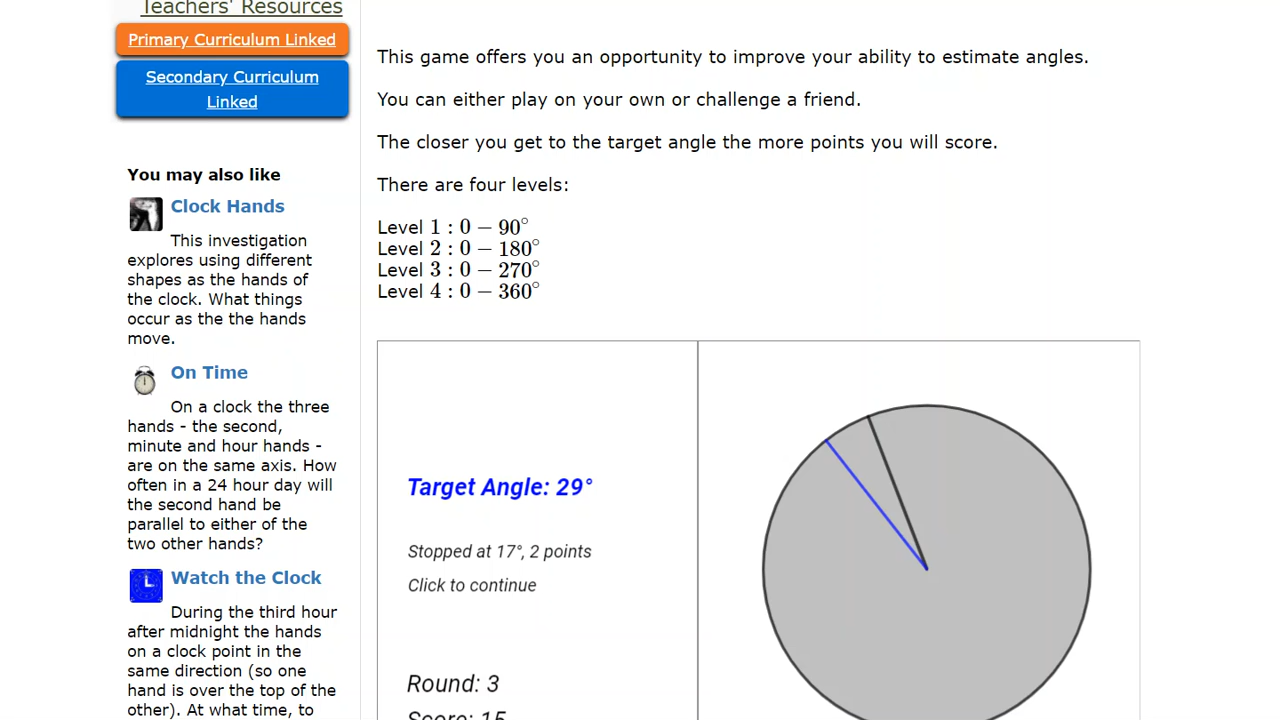 Teachers' Resources
Primary Curriculum Linked
Secondary Curriculum
Linked
You may also like
Clock Hands
This investigation
explores using different
shapes as the hands of
the clock. What things
occur as the the hands
move.
On Time
On a clock the three
hands - the second,
minute and hour hands -
are on the same axis. How
often in a 24 hour day will
the second hand be
parallel to either of the
two other hands?
Watch the Clock
During the third hour
after midnight the hands
on a clock point in the
same direction (so one
hand is over the top of the
other). At what time, to
This game offers you an opportunity to improve your ability to estimate angles.
You can either play on your own or challenge a friend.
The closer you get to the target angle the more points you will score.
There are four levels:
Level 1 : 0 − 90°
Level 2 : 0 − 180°
Level 3 : 0 − 270°
Level 4 : 0 − 360°
Target Angle: 29°
Stopped at 17°, 2 points
Click to continue
Round: 3
Score: 15